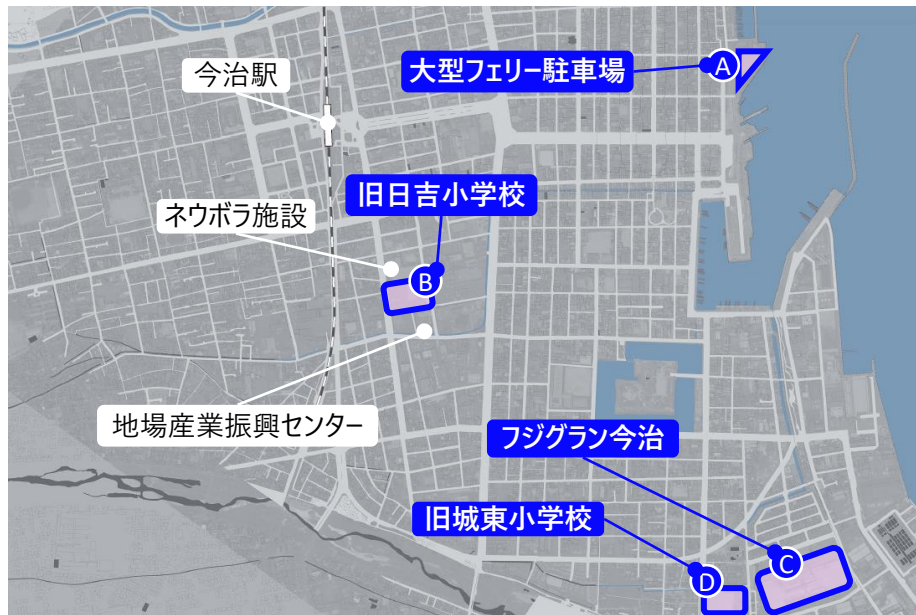 今治駅
大型フェリー駐車場
A
旧日吉小学校
ネウボラ施設
B
地場産業振興センター
フジグラン今治
旧城東小学校
C
D